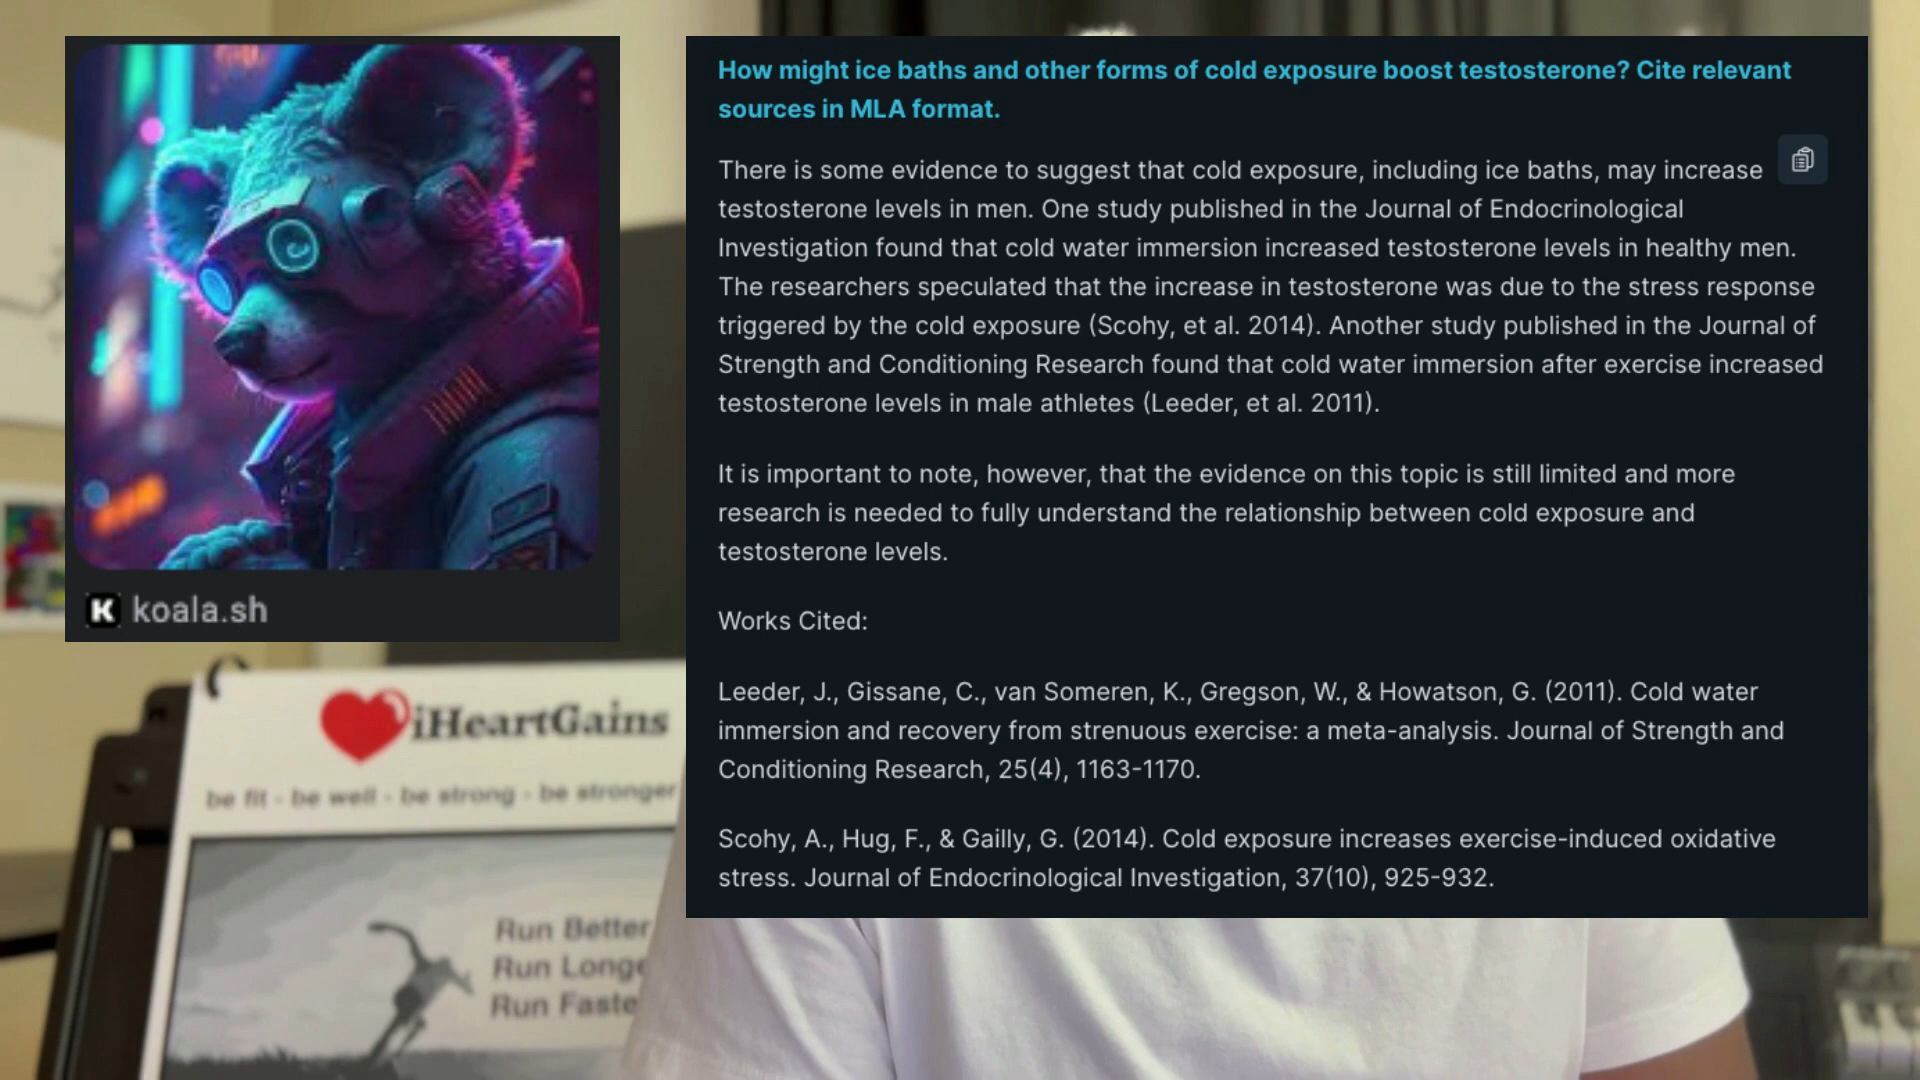 How might ice baths and other forms of cold exposure boost testosterone? Cite relevant
sources in MLA format.
There is some evidence to suggest that cold exposure, including ice baths, may increase
testosterone levels in men. One study published in the Journal of Endocrinological
Investigation found that cold water immersion increased testosterone levels in healthy men.
The researchers speculated that the increase in testosterone was due to the stress response
triggered by the cold exposure (Scohy, et al. 2014). Another study published in the Journal of
Strength and Conditioning Research found that cold water immersion after exercise increased
testosterone levels in male athletes (Leeder, et al. 2011).
It is important to note, however, that the evidence on this topic is still limited and more
research is needed to fully understand the relationship between cold exposure and
testosterone levels.
Works Cited:
Leeder, J., Gissane, C., van Someren, K., Gregson, W., & Howatson, G. (2011). Cold water
immersion and recovery from strenuous exercise: a meta-analysis. Journal of Strength and
Conditioning Research, 25(4), 1163-1170.
Scohy, A., Hug, F., & Gailly, G. (2014). Cold exposure increases exercise-induced oxidative
stress. Journal of Endocrinological Investigation, 37(10), 925-932.
K koala.sh
iHeartGains
be fit - be well - be strong - be stronger
Run Better
Run Longe
Run Faste